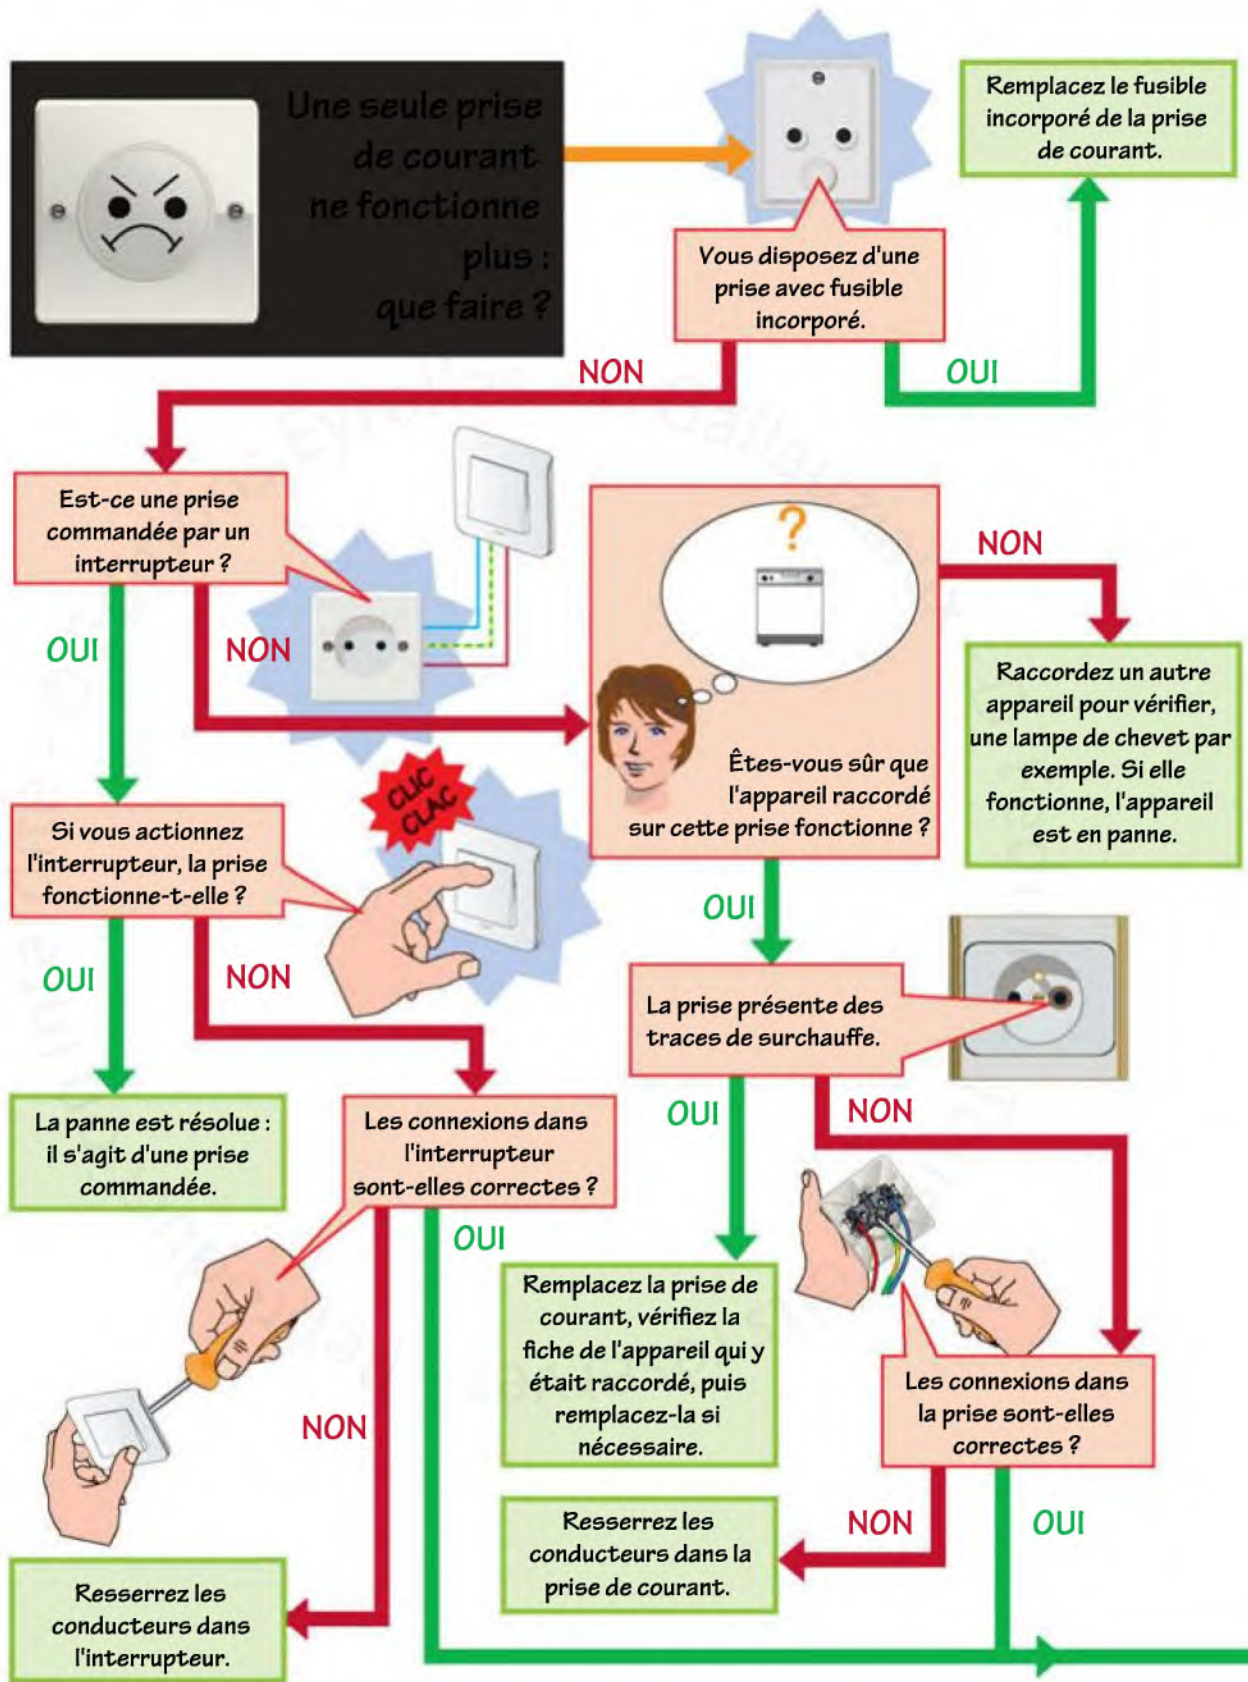 Une seule prise
de courant
ne fonctionne
plus :
que faire ?
Remplacez le fusible
incorporé de la prise
de courant.
Vous disposez d'une
prise avec fusible
incorporé.
NON
OUI
Est-ce une prise
commandée par un
interrupteur ?
OUI
NON
NON
?
Êtes-vous sûr que
l'appareil raccordé
sur cette prise fonctionne ?
Raccordez un autre
appareil pour vérifier,
une lampe de chevet par
exemple. Si elle
fonctionne, l'appareil
est en panne.
CLIC
CLAC
Si vous actionnez
l'interrupteur, la prise
fonctionne-t-elle ?
OUI
NON
OUI
La prise présente des
traces de surchauffe.
OUI
NON
La panne est résolue :
il s'agit d'une prise
commandée.
Les connexions dans
l'interrupteur
sont-elles correctes ?
OUI
NON
Remplacez la prise de
courant, vérifiez la
fiche de l'appareil qui y
était raccordé, puis
remplacez-la si
nécessaire.
Les connexions dans
la prise sont-elles
correctes ?
NON
OUI
Resserrez les
conducteurs dans la
prise de courant.
Resserrez les
conducteurs dans
l'interrupteur.